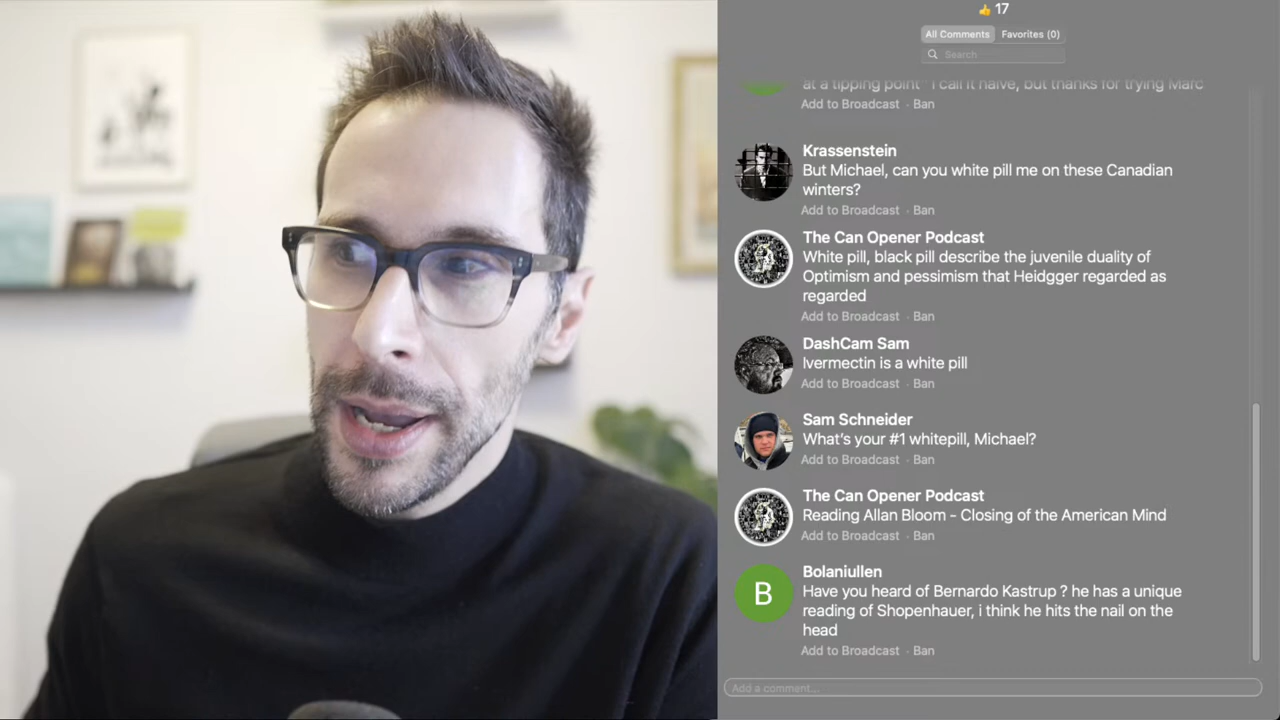 👍 17
All Comments Favorites (0)
Search
at a tipping point" I call it naive, but thanks for trying Marc
Add to Broadcast · Ban
Krassenstein
But Michael, can you white pill me on these Canadian
winters?
Add to Broadcast · Ban
The Can Opener Podcast
White pill, black pill describe the juvenile duality of
Optimism and pessimism that Heidgger regarded as
regarded
Add to Broadcast · Ban
DashCam Sam
Ivermectin is a white pill
Add to Broadcast · Ban
Sam Schneider
What's your #1 whitepill, Michael?
Add to Broadcast · Ban
The Can Opener Podcast
Reading Allan Bloom - Closing of the American Mind
Add to Broadcast · Ban
B
Bolaniullen
Have you heard of Bernardo Kastrup ? he has a unique
reading of Shopenhauer, i think he hits the nail on the
head
Add to Broadcast · Ban
Add a comment...